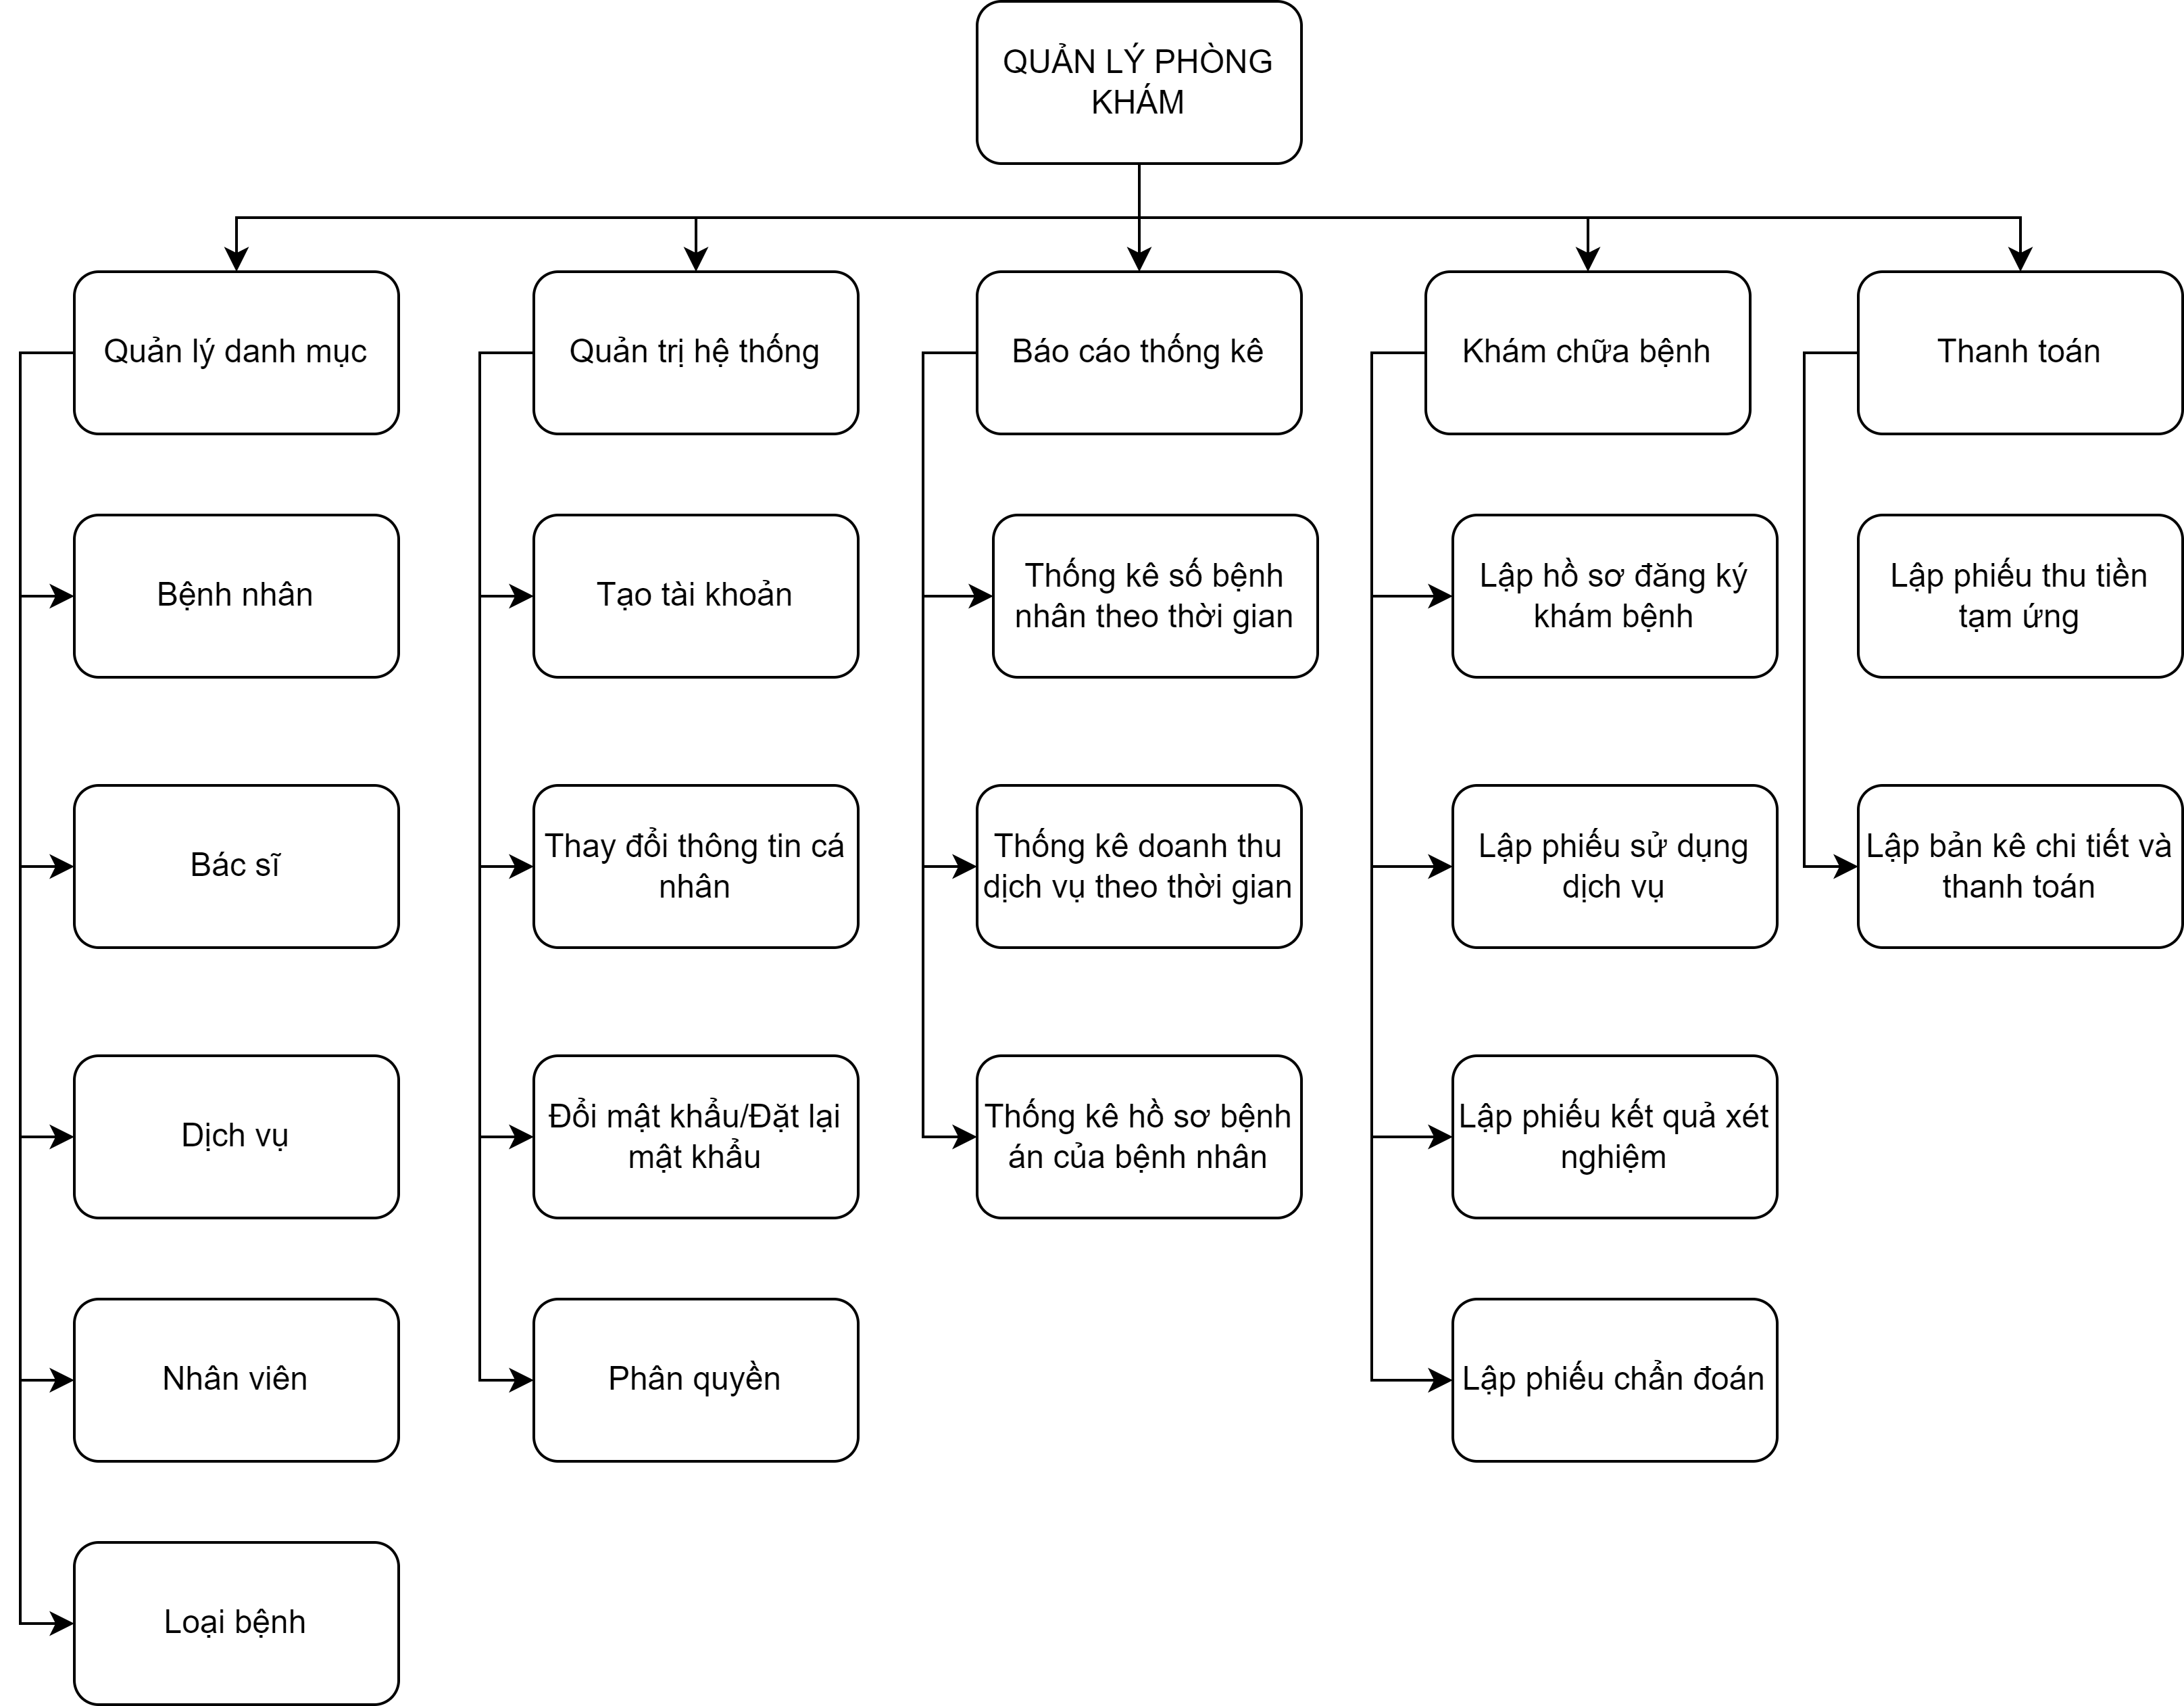 QUẢN LÝ PHÒNG
KHÁM
Quản lý danh mục
Quản trị hệ thống
Báo cáo thống kê
Khám chữa bệnh
Thanh toán
Bệnh nhân
Tạo tài khoản
Thống kê số bệnh
nhân theo thời gian
Lập hồ sơ đăng ký
khám bệnh
Lập phiếu thu tiền
tạm ứng
Bác sĩ
Thay đổi thông tin cá
nhân
Thống kê doanh thu
dịch vụ theo thời gian
Lập phiếu sử dụng
dịch vụ
Lập bản kê chi tiết và
thanh toán
Dịch vụ
Đổi mật khẩu/Đặt lại
mật khẩu
Thống kê hồ sơ bệnh
án của bệnh nhân
Lập phiếu kết quả xét
nghiệm
Nhân viên
Phân quyền
Lập phiếu chẩn đoán
Loại bệnh